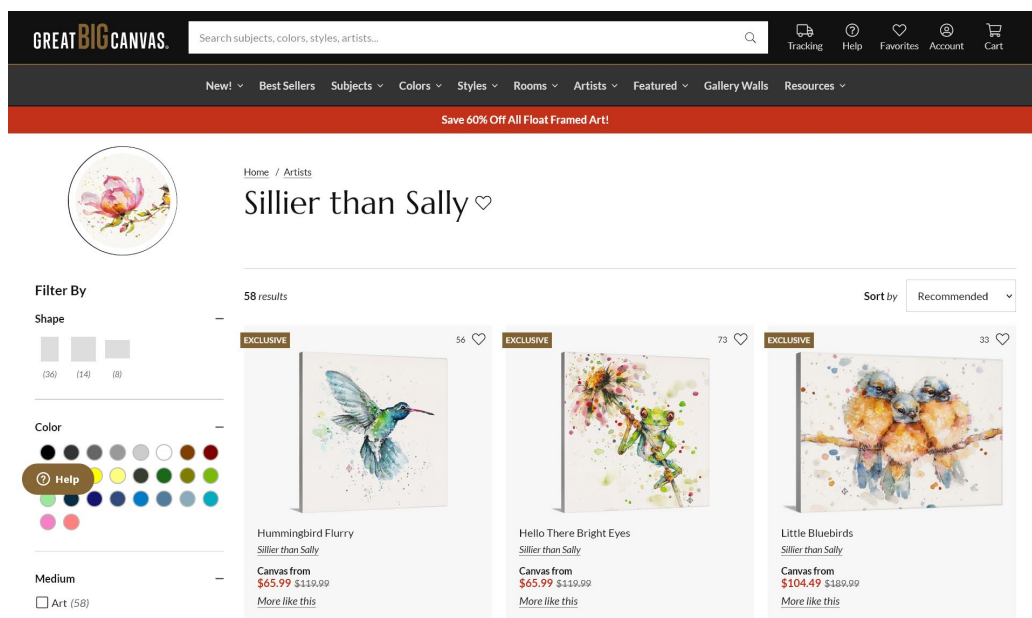 GREAT BIG CANVAS.
Search subjects, colors, styles, artists...
Tracking Help Favorites Account Cart
New! Best Sellers Subjects Colors Styles Rooms Artists Featured Gallery Walls Resources
Save 60% Off All Float Framed Art!
Home / Artists
Sillier than Sally
Filter By
58 results
Sort by Recommended
Shape
(36) (14) (8)
Color
Help
Medium
Art (58)
EXCLUSIVE 56
Hummingbird Flurry
Sillier than Sally
Canvas from
$65.99 $119.99
More like this
EXCLUSIVE 73
Hello There Bright Eyes
Sillier than Sally
Canvas from
$65.99 $119.99
More like this
EXCLUSIVE 33
Little Bluebirds
Sillier than Sally
Canvas from
$104.49 $189.99
More like this